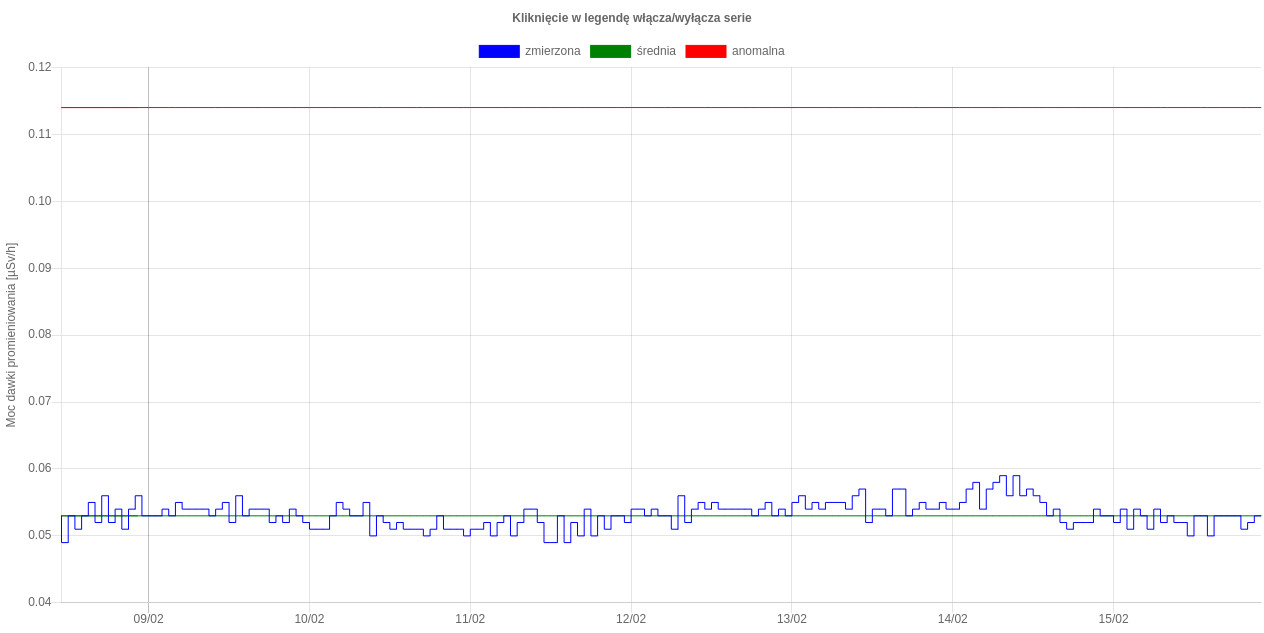 Kliknięcie w legendę włącza/wyłącza serie
zmierzona średnia anomalna
0.12
0.11
0.10
0.09
0.08
0.07
0.06
0.05
0.04
Moc dawki promieniowania [µSv/h]
09/02 10/02 11/02 12/02 13/02 14/02 15/02